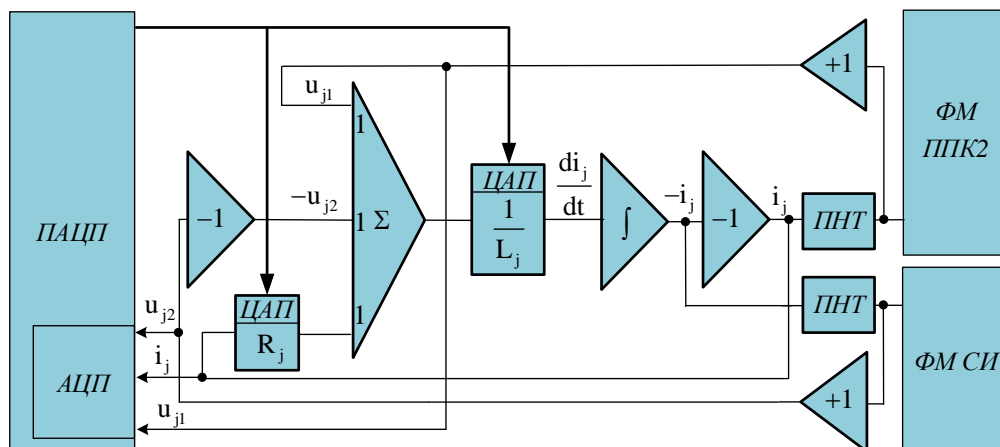 ПАЦП
АЦП
u_j2
i_j
u_j1
−1
−u_j2
u_j1
1
1
1
Σ
ЦАП
R_j
ЦАП
1
L_j
di_j
dt
∫
−i_j
−1
i_j
ПНТ
ПНТ
+1
+1
ФМ
ППК2
ФМ СИ